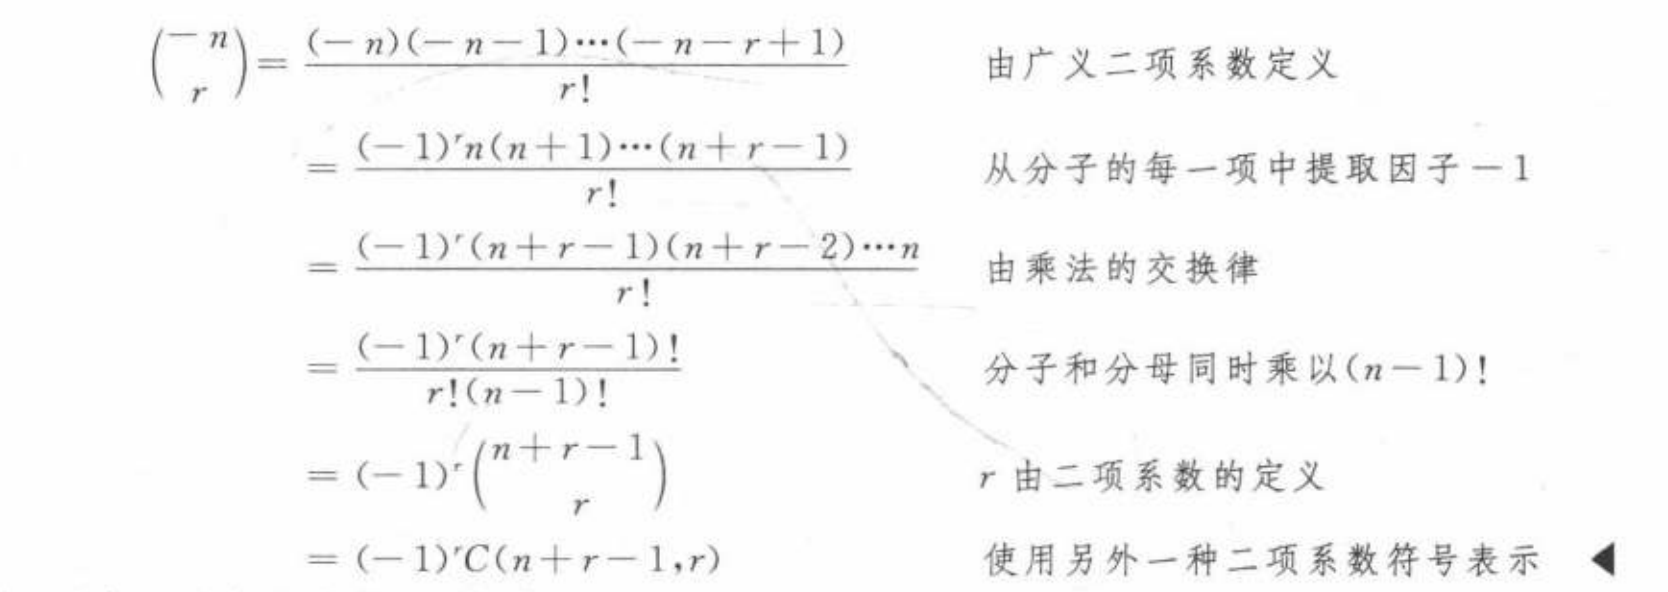 $\binom{-n}{r} = \frac{(-n)(-n-1)\cdots(-n-r+1)}{r!}$ 由广义二项系数定义
$= \frac{(-1)^r n(n+1)\cdots(n+r-1)}{r!}$ 从分子的每一项中提取因子-1
$= \frac{(-1)^r (n+r-1)(n+r-2)\cdots n}{r!}$ 由乘法的交换律
$= \frac{(-1)^r (n+r-1)!}{r!(n-1)!}$ 分子和分母同时乘以(n-1)!
$= (-1)^r \binom{n+r-1}{r}$ r 由二项系数的定义
$= (-1)^r C(n+r-1,r)$ 使用另外一种二项系数符号表示 ◀